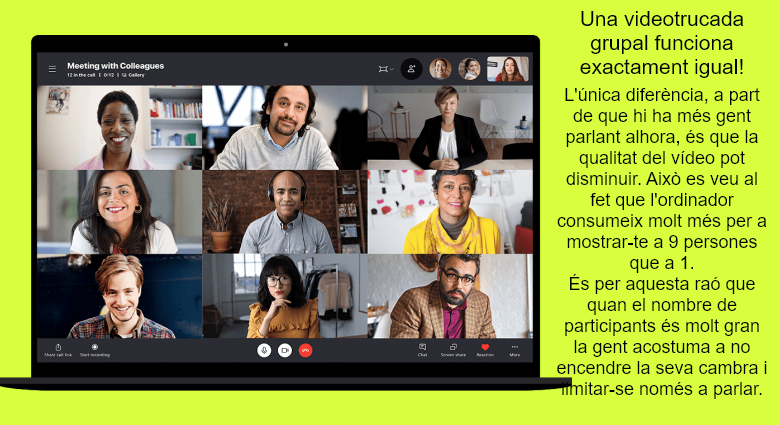 Meeting with Colleagues
12 in the call | 0:12 | Gallery
Share call link
Start recording
Chat
Screen share
Reaction
More
Una videotrucada
grupal funciona
exactament igual!
L'única diferència, a part
de que hi ha més gent
parlant alhora, és que la
qualitat del vídeo pot
disminuir. Això es veu al
fet que l'ordinador
consumeix molt més per a
mostrar-te a 9 persones
que a 1.
És per aquesta raó que
quan el nombre de
participants és molt gran
la gent acostuma a no
encendre la seva cambra i
limitar-se només a parlar.